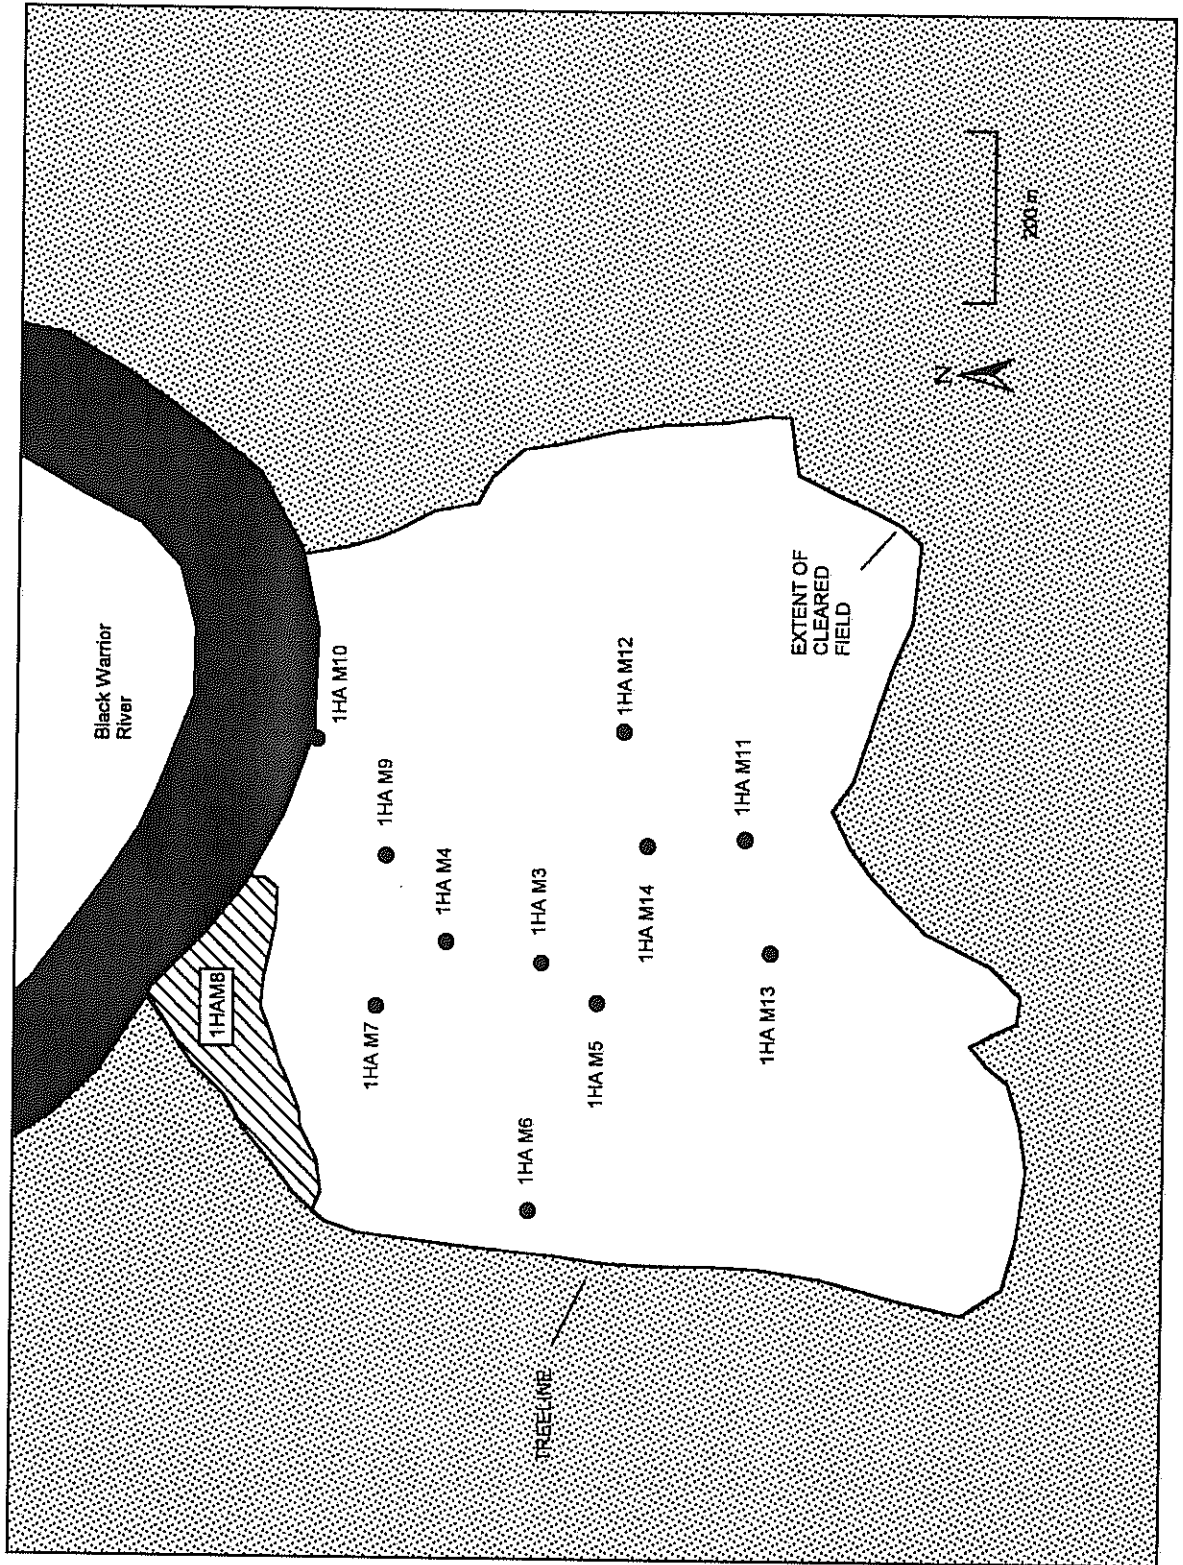 Black Warrior
River
1HAM8
1HA M10
1HA M9
1HA M7
1HA M4
1HA M3
1HA M6
1HA M5
1HA M12
1HA M14
1HA M11
1HA M13
TREELINE
EXTENT OF
CLEARED
FIELD
N
200 m